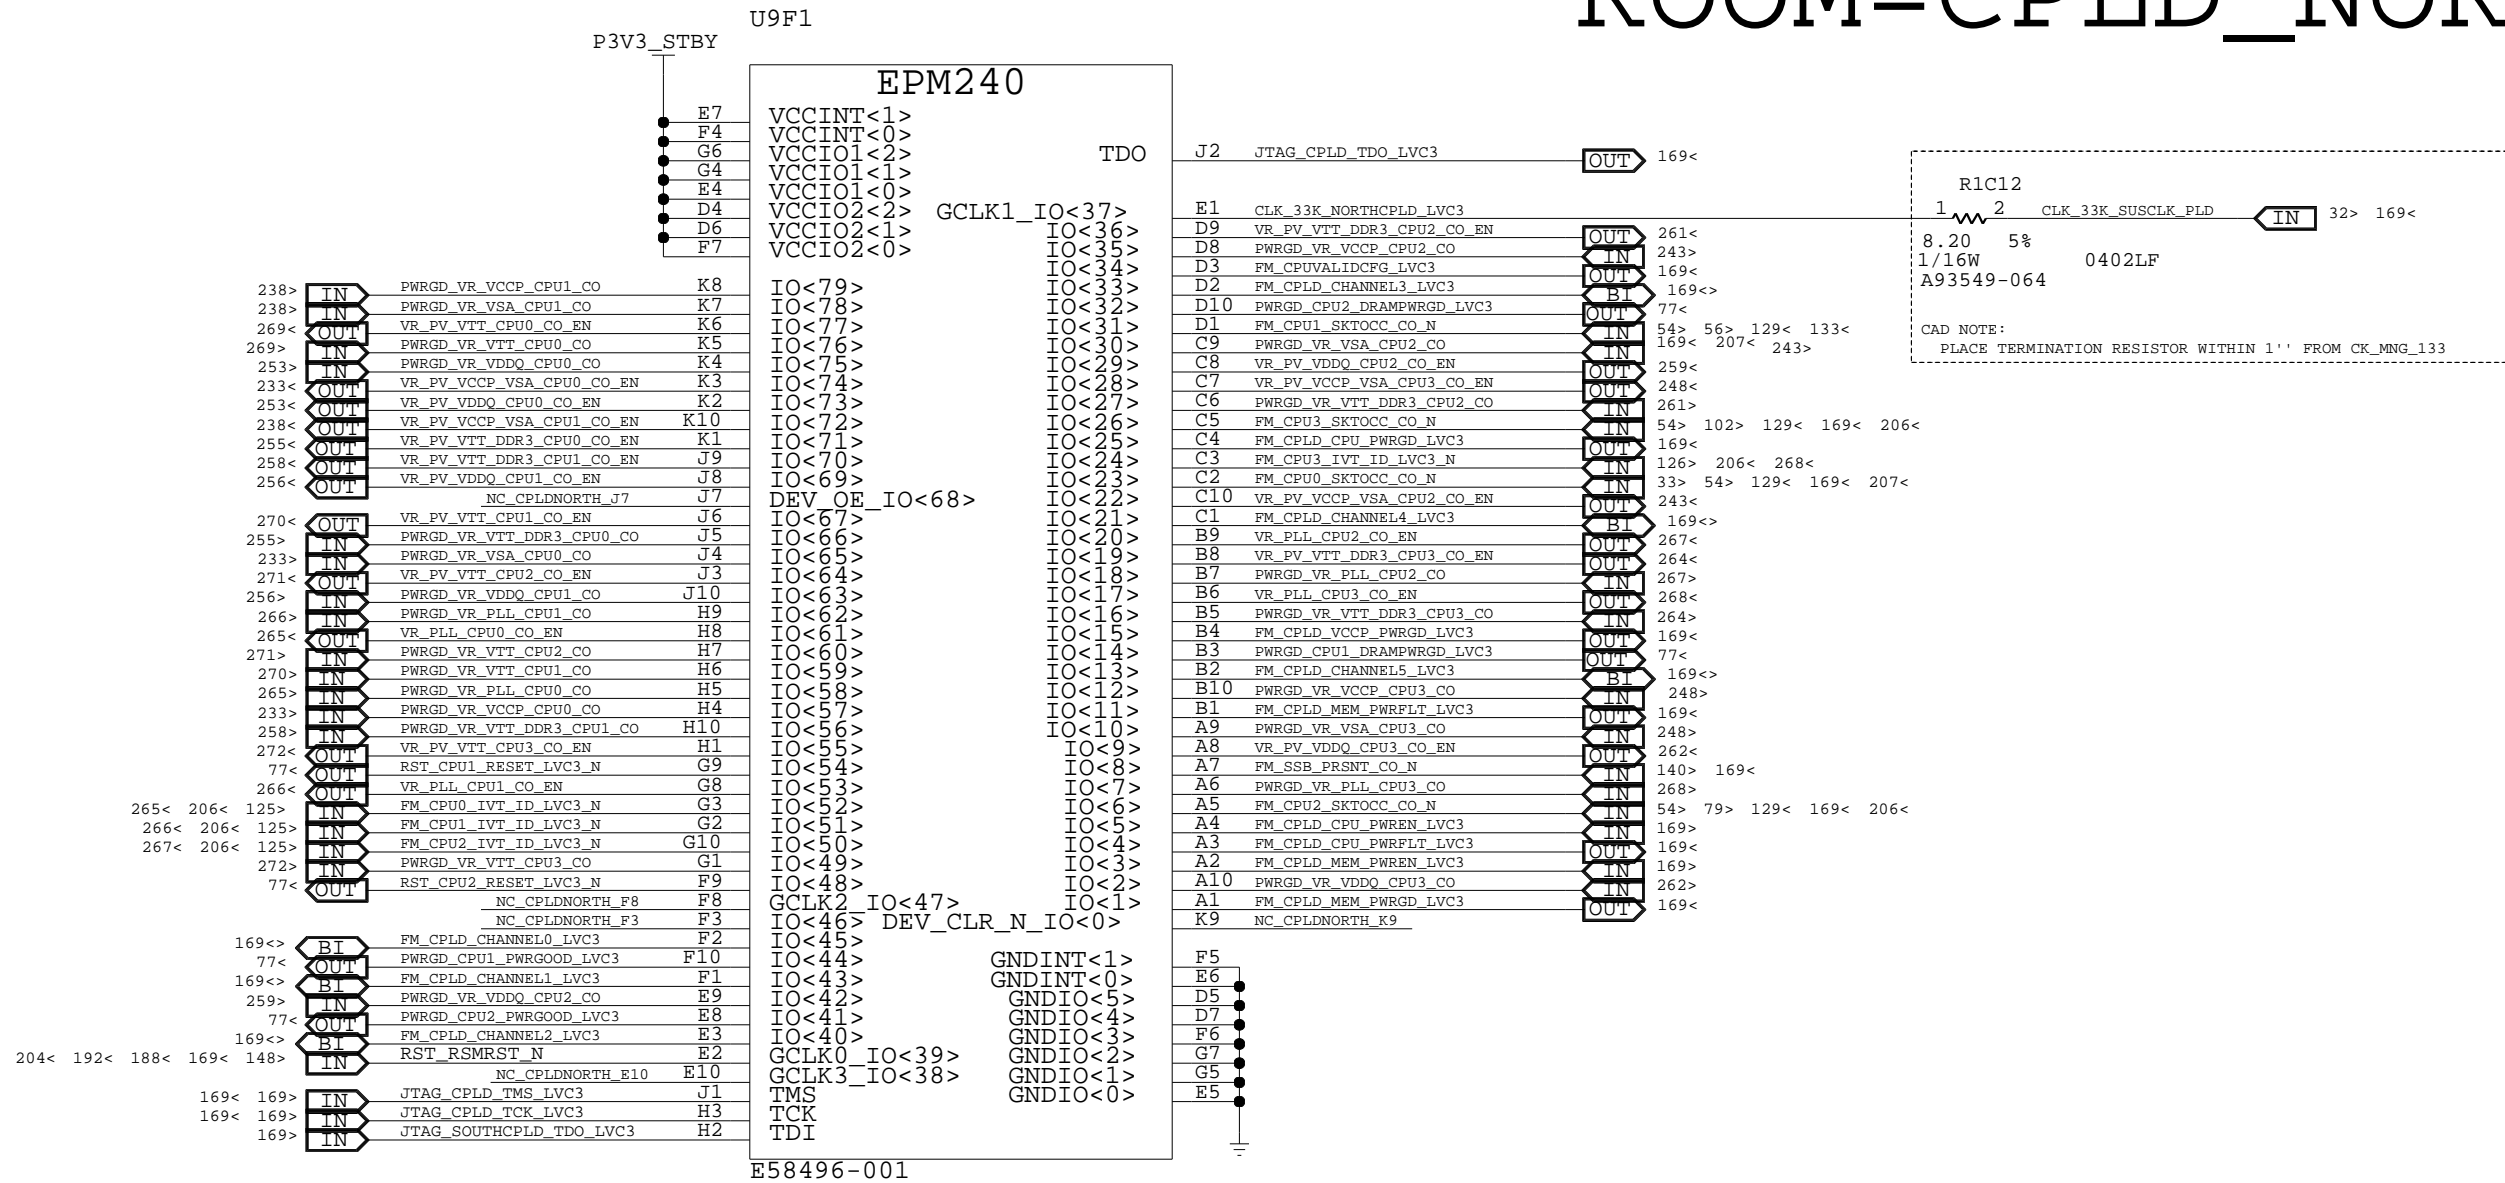 ROOM=CPLD_NOR
U9F1
P3V3_STBY
EPM240
E7 VCCINT<1>
F4 VCCINT<0>
G6 VCCIO1<2>
G4 VCCIO1<1>
E4 VCCIO1<0>
D4 VCCIO2<2>
D6 VCCIO2<1>
F7 VCCIO2<0>
238> IN PWRGD_VR_VCCP_CPU1_CO K8 IO<79>
238> IN PWRGD_VR_VSA_CPU1_CO K7 IO<78>
269< OUT VR_PV_VTT_CPU0_CO_EN K6 IO<77>
269> IN PWRGD_VR_VTT_CPU0_CO K5 IO<76>
253> IN PWRGD_VR_VDDQ_CPU0_CO K4 IO<75>
233< OUT VR_PV_VCCP_VSA_CPU0_CO_EN K3 IO<74>
253< OUT VR_PV_VDDQ_CPU0_CO_EN K2 IO<73>
238< OUT VR_PV_VCCP_VSA_CPU1_CO_EN K10 IO<72>
255< OUT VR_PV_VTT_DDR3_CPU0_CO_EN K1 IO<71>
258< OUT VR_PV_VTT_DDR3_CPU1_CO_EN J9 IO<70>
256< OUT VR_PV_VDDQ_CPU1_CO_EN J8 IO<69>
NC_CPLDNORTH_J7 J7 DEV_OE_IO<68>
270< OUT VR_PV_VTT_CPU1_CO_EN J6 IO<67>
255> IN PWRGD_VR_VTT_DDR3_CPU0_CO J5 IO<66>
233> IN PWRGD_VR_VSA_CPU0_CO J4 IO<65>
271< OUT VR_PV_VTT_CPU2_CO_EN J3 IO<64>
256> IN PWRGD_VR_VDDQ_CPU1_CO J10 IO<63>
266> IN PWRGD_VR_PLL_CPU1_CO H9 IO<62>
265< OUT VR_PLL_CPU0_CO_EN H8 IO<61>
271> IN PWRGD_VR_VTT_CPU2_CO H7 IO<60>
270> IN PWRGD_VR_VTT_CPU1_CO H6 IO<59>
265> IN PWRGD_VR_PLL_CPU0_CO H5 IO<58>
233> IN PWRGD_VR_VCCP_CPU0_CO H4 IO<57>
258> IN PWRGD_VR_VTT_DDR3_CPU1_CO H10 IO<56>
272< OUT VR_PV_VTT_CPU3_CO_EN H1 IO<55>
77< OUT RST_CPU1_RESET_LVC3_N G9 IO<54>
266< OUT VR_PLL_CPU1_CO_EN G8 IO<53>
265< 206< 125> IN FM_CPU0_IVT_ID_LVC3_N G3 IO<52>
266< 206< 125> IN FM_CPU1_IVT_ID_LVC3_N G2 IO<51>
267< 206< 125> IN FM_CPU2_IVT_ID_LVC3_N G10 IO<50>
272> IN PWRGD_VR_VTT_CPU3_CO G1 IO<49>
77< OUT RST_CPU2_RESET_LVC3_N F9 IO<48>
NC_CPLDNORTH_F8 F8 GCLK2_IO<47>
NC_CPLDNORTH_F3 F3 IO<46>
169<> BI FM_CPLD_CHANNEL0_LVC3 F2 IO<45>
77< OUT PWRGD_CPU1_PWRGOOD_LVC3 F10 IO<44>
169<> BI FM_CPLD_CHANNEL1_LVC3 F1 IO<43>
259> IN PWRGD_VR_VDDQ_CPU2_CO E9 IO<42>
77< OUT PWRGD_CPU2_PWRGOOD_LVC3 E8 IO<41>
169<> BI FM_CPLD_CHANNEL2_LVC3 E3 IO<40>
204< 192< 188< 169< 148> IN RST_RSMRST_N E2 GCLK0_IO<39>
NC_CPLDNORTH_E10 E10 GCLK3_IO<38>
169< 169> IN JTAG_CPLD_TMS_LVC3 J1 TMS
169< 169> IN JTAG_CPLD_TCK_LVC3 H3 TCK
169> IN JTAG_SOUTHCPLD_TDO_LVC3 H2 TDI
E58496-001
TDO J2 JTAG_CPLD_TDO_LVC3 OUT 169<
GCLK1_IO<37> E1 CLK_33K_NORTHCPLD_LVC3
IO<36> D9 VR_PV_VTT_DDR3_CPU2_CO_EN OUT 261<
IO<35> D8 PWRGD_VR_VCCP_CPU2_CO IN 243>
IO<34> D3 FM_CPUVALIDCFG_LVC3 OUT 169<
IO<33> D2 FM_CPLD_CHANNEL3_LVC3 BI 169<>
IO<32> D10 PWRGD_CPU2_DRAMPWRGD_LVC3 OUT 77<
IO<31> D1 FM_CPU1_SKTOCC_CO_N IN 54> 56> 129< 133<
169< 207<
IO<30> C9 PWRGD_VR_VSA_CPU2_CO IN 243>
IO<29> C8 VR_PV_VDDQ_CPU2_CO_EN OUT 259<
IO<28> C7 VR_PV_VCCP_VSA_CPU3_CO_EN OUT 248<
IO<27> C6 PWRGD_VR_VTT_DDR3_CPU2_CO IN 261>
IO<26> C5 FM_CPU3_SKTOCC_CO_N IN 54> 102> 129< 169< 206<
IO<25> C4 FM_CPLD_CPU_PWRGD_LVC3 OUT 169<
IO<24> C3 FM_CPU3_IVT_ID_LVC3_N IN 126> 206< 268<
IO<23> C2 FM_CPU0_SKTOCC_CO_N IN 33> 54> 129< 169< 207<
IO<22> C10 VR_PV_VCCP_VSA_CPU2_CO_EN OUT 243<
IO<21> C1 FM_CPLD_CHANNEL4_LVC3 BI 169<>
IO<20> B9 VR_PLL_CPU2_CO_EN OUT 267<
IO<19> B8 VR_PV_VTT_DDR3_CPU3_CO_EN OUT 264<
IO<18> B7 PWRGD_VR_PLL_CPU2_CO IN 267>
IO<17> B6 VR_PLL_CPU3_CO_EN OUT 268<
IO<16> B5 PWRGD_VR_VTT_DDR3_CPU3_CO IN 264>
IO<15> B4 FM_CPLD_VCCP_PWRGD_LVC3 OUT 169<
IO<14> B3 PWRGD_CPU1_DRAMPWRGD_LVC3 OUT 77<
IO<13> B2 FM_CPLD_CHANNEL5_LVC3 BI 169<>
IO<12> B10 PWRGD_VR_VCCP_CPU3_CO IN 248>
IO<11> B1 FM_CPLD_MEM_PWRFLT_LVC3 OUT 169<
IO<10> A9 PWRGD_VR_VSA_CPU3_CO IN 248>
IO<9> A8 VR_PV_VDDQ_CPU3_CO_EN OUT 262<
IO<8> A7 FM_SSB_PRSNT_CO_N IN 140> 169<
IO<7> A6 PWRGD_VR_PLL_CPU3_CO IN 268>
IO<6> A5 FM_CPU2_SKTOCC_CO_N IN 54> 79> 129< 169< 206<
IO<5> A4 FM_CPLD_CPU_PWREN_LVC3 IN 169>
IO<4> A3 FM_CPLD_CPU_PWRFLT_LVC3 OUT 169<
IO<3> A2 FM_CPLD_MEM_PWREN_LVC3 IN 169>
IO<2> A10 PWRGD_VR_VDDQ_CPU3_CO IN 262>
IO<1> A1 FM_CPLD_MEM_PWRGD_LVC3 OUT 169<
DEV_CLR_N_IO<0> K9 NC_CPLDNORTH_K9
GNDINT<1> F5
GNDINT<0> E6
GNDIO<5> D5
GNDIO<4> D7
GNDIO<3> F6
GNDIO<2> G7
GNDIO<1> G5
GNDIO<0> E5
R1C12
1 2 CLK_33K_SUSCLK_PLD IN 32> 169<
8.20 5%
1/16W 0402LF
A93549-064
CAD NOTE:
PLACE TERMINATION RESISTOR WITHIN 1'' FROM CK_MNG_133